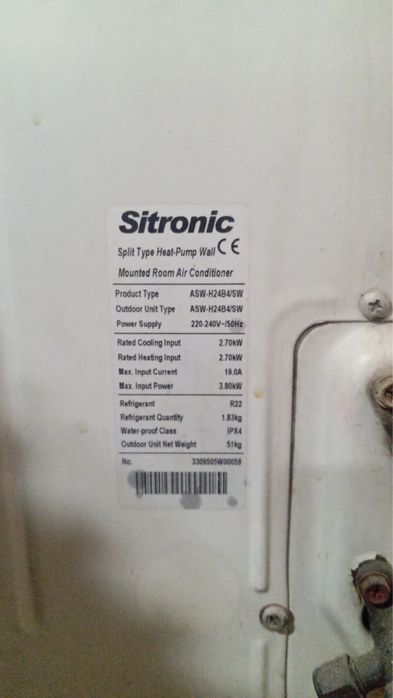 Sitronic
Split Type Heat-Pump Wall CE
Mounted Room Air Conditioner
Product Type ASW-H24B4/SW
Outdoor Unit Type ASW-H24B4/SW
Power Supply 220-240V~/50Hz
Rated Cooling Input 2.70kW
Rated Heating Input 2.70kW
Max. Input Current 19.0A
Max. Input Power 3.80kW
Refrigerant R22
Refrigerant Quantity 1.83kg
Water-proof Class IPX4
Outdoor Unit Net Weight 51kg
No. 3309505W00059